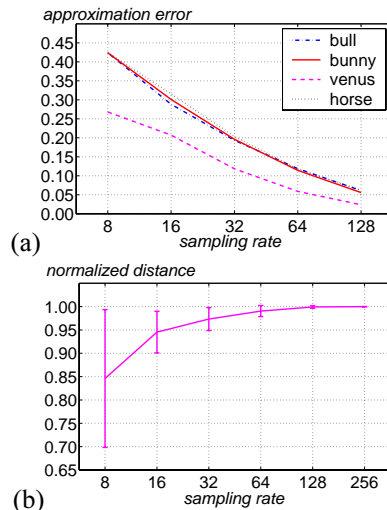 approximation error
0.45
0.40
0.35
0.30
0.25
0.20
0.15
0.10
0.05
0.00
bull
bunny
venus
horse
8 16 32 64 128
(a)
sampling rate
normalized distance
1.00
0.95
0.90
0.85
0.80
0.75
0.70
0.65
8 16 32 64 128 256
(b)
sampling rate